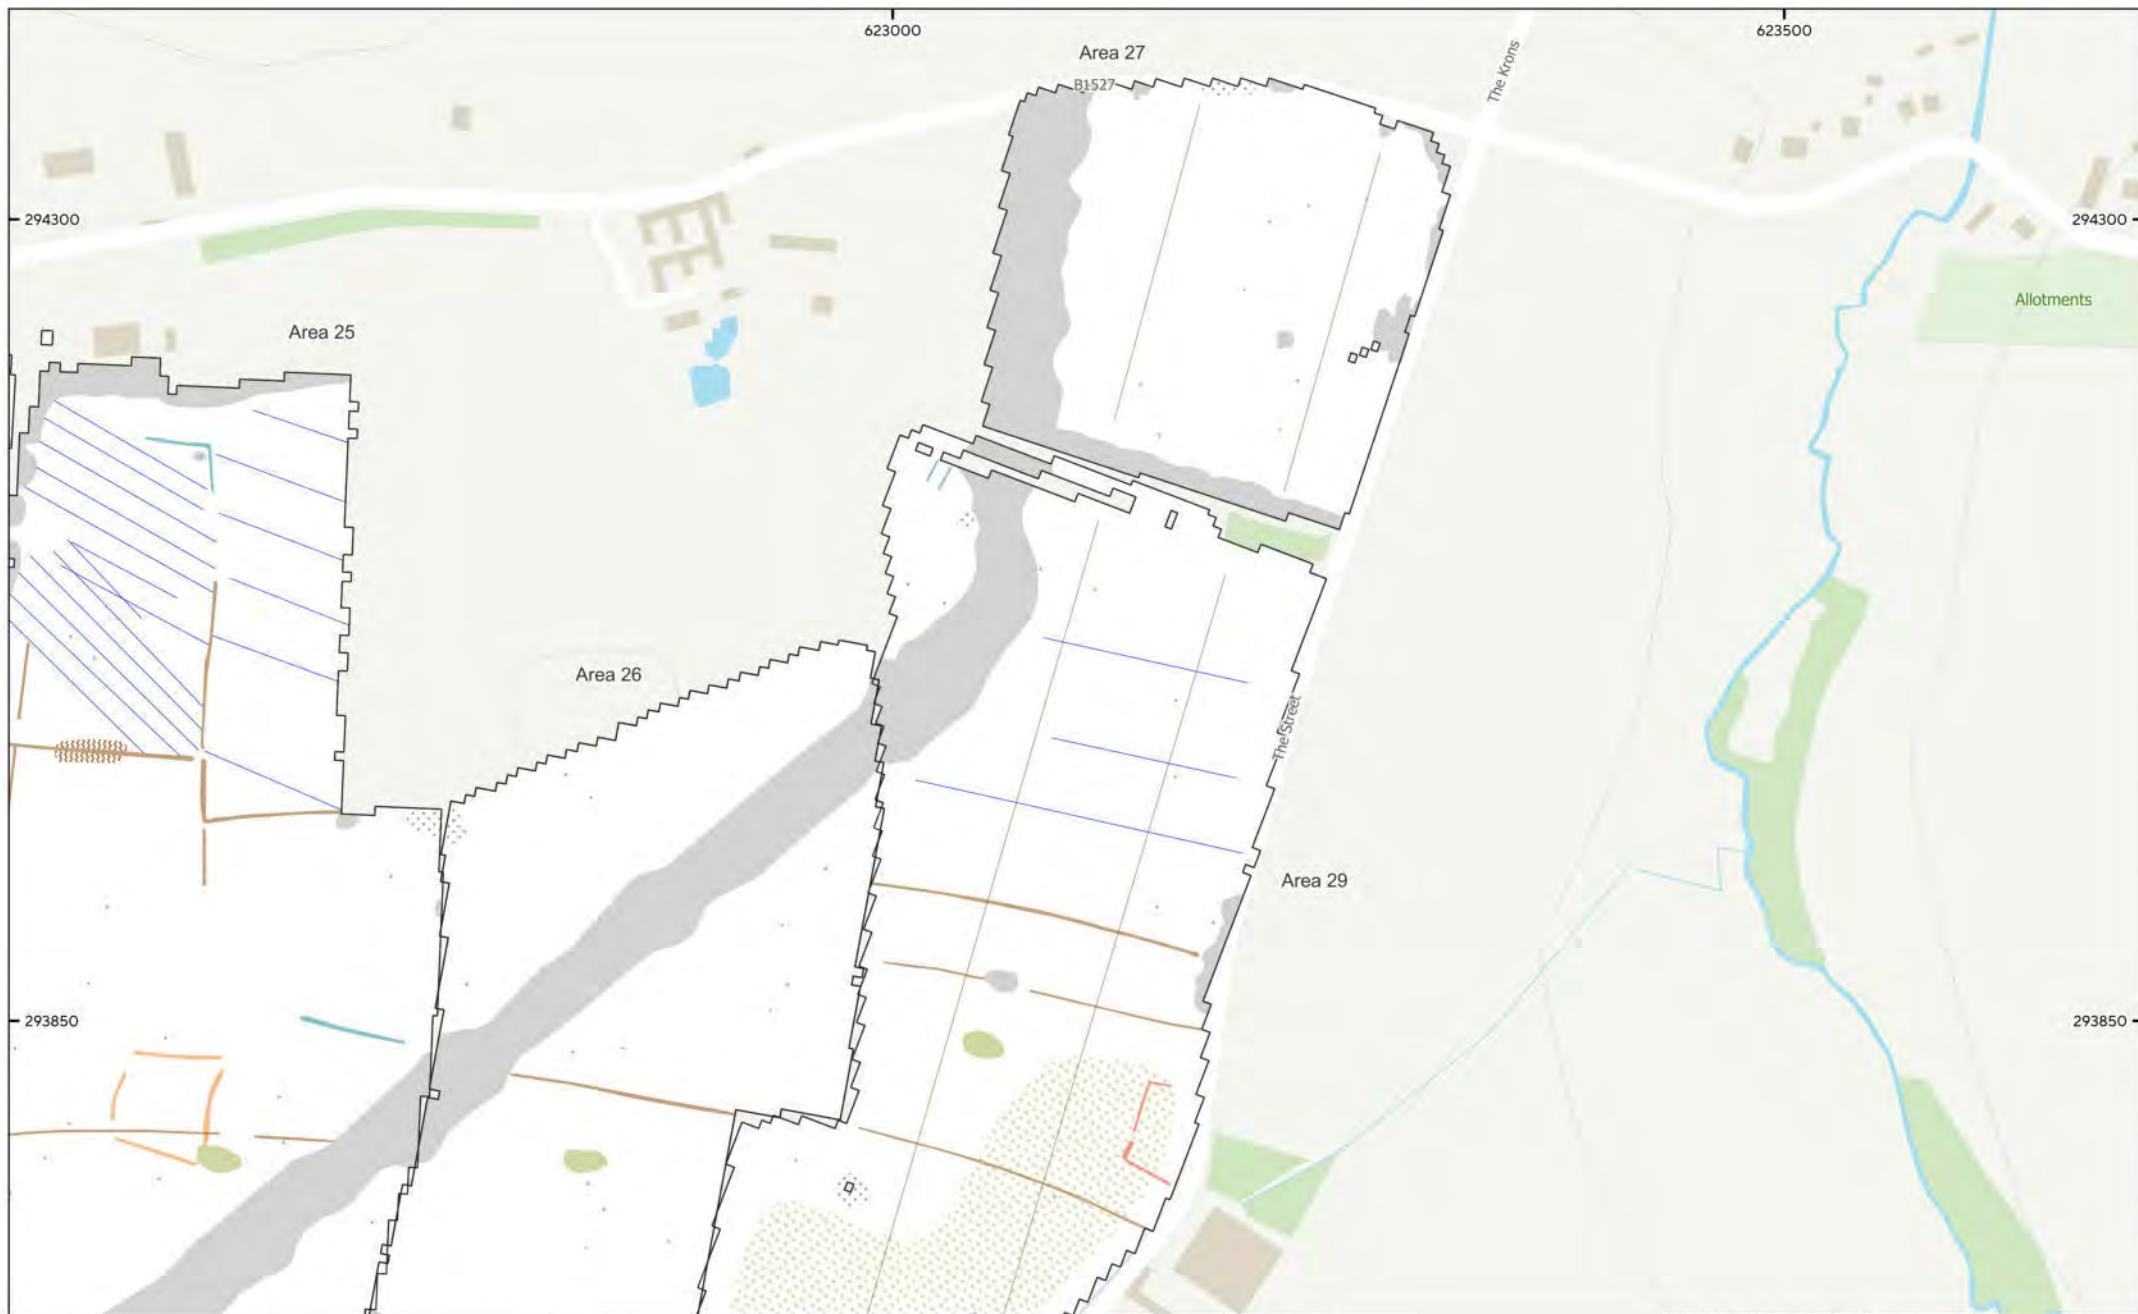 623000
623500
Area 27
The Krons
B1527
294300
294300
Allotments
Area 25
Area 26
The Street
Area 29
293850
293850